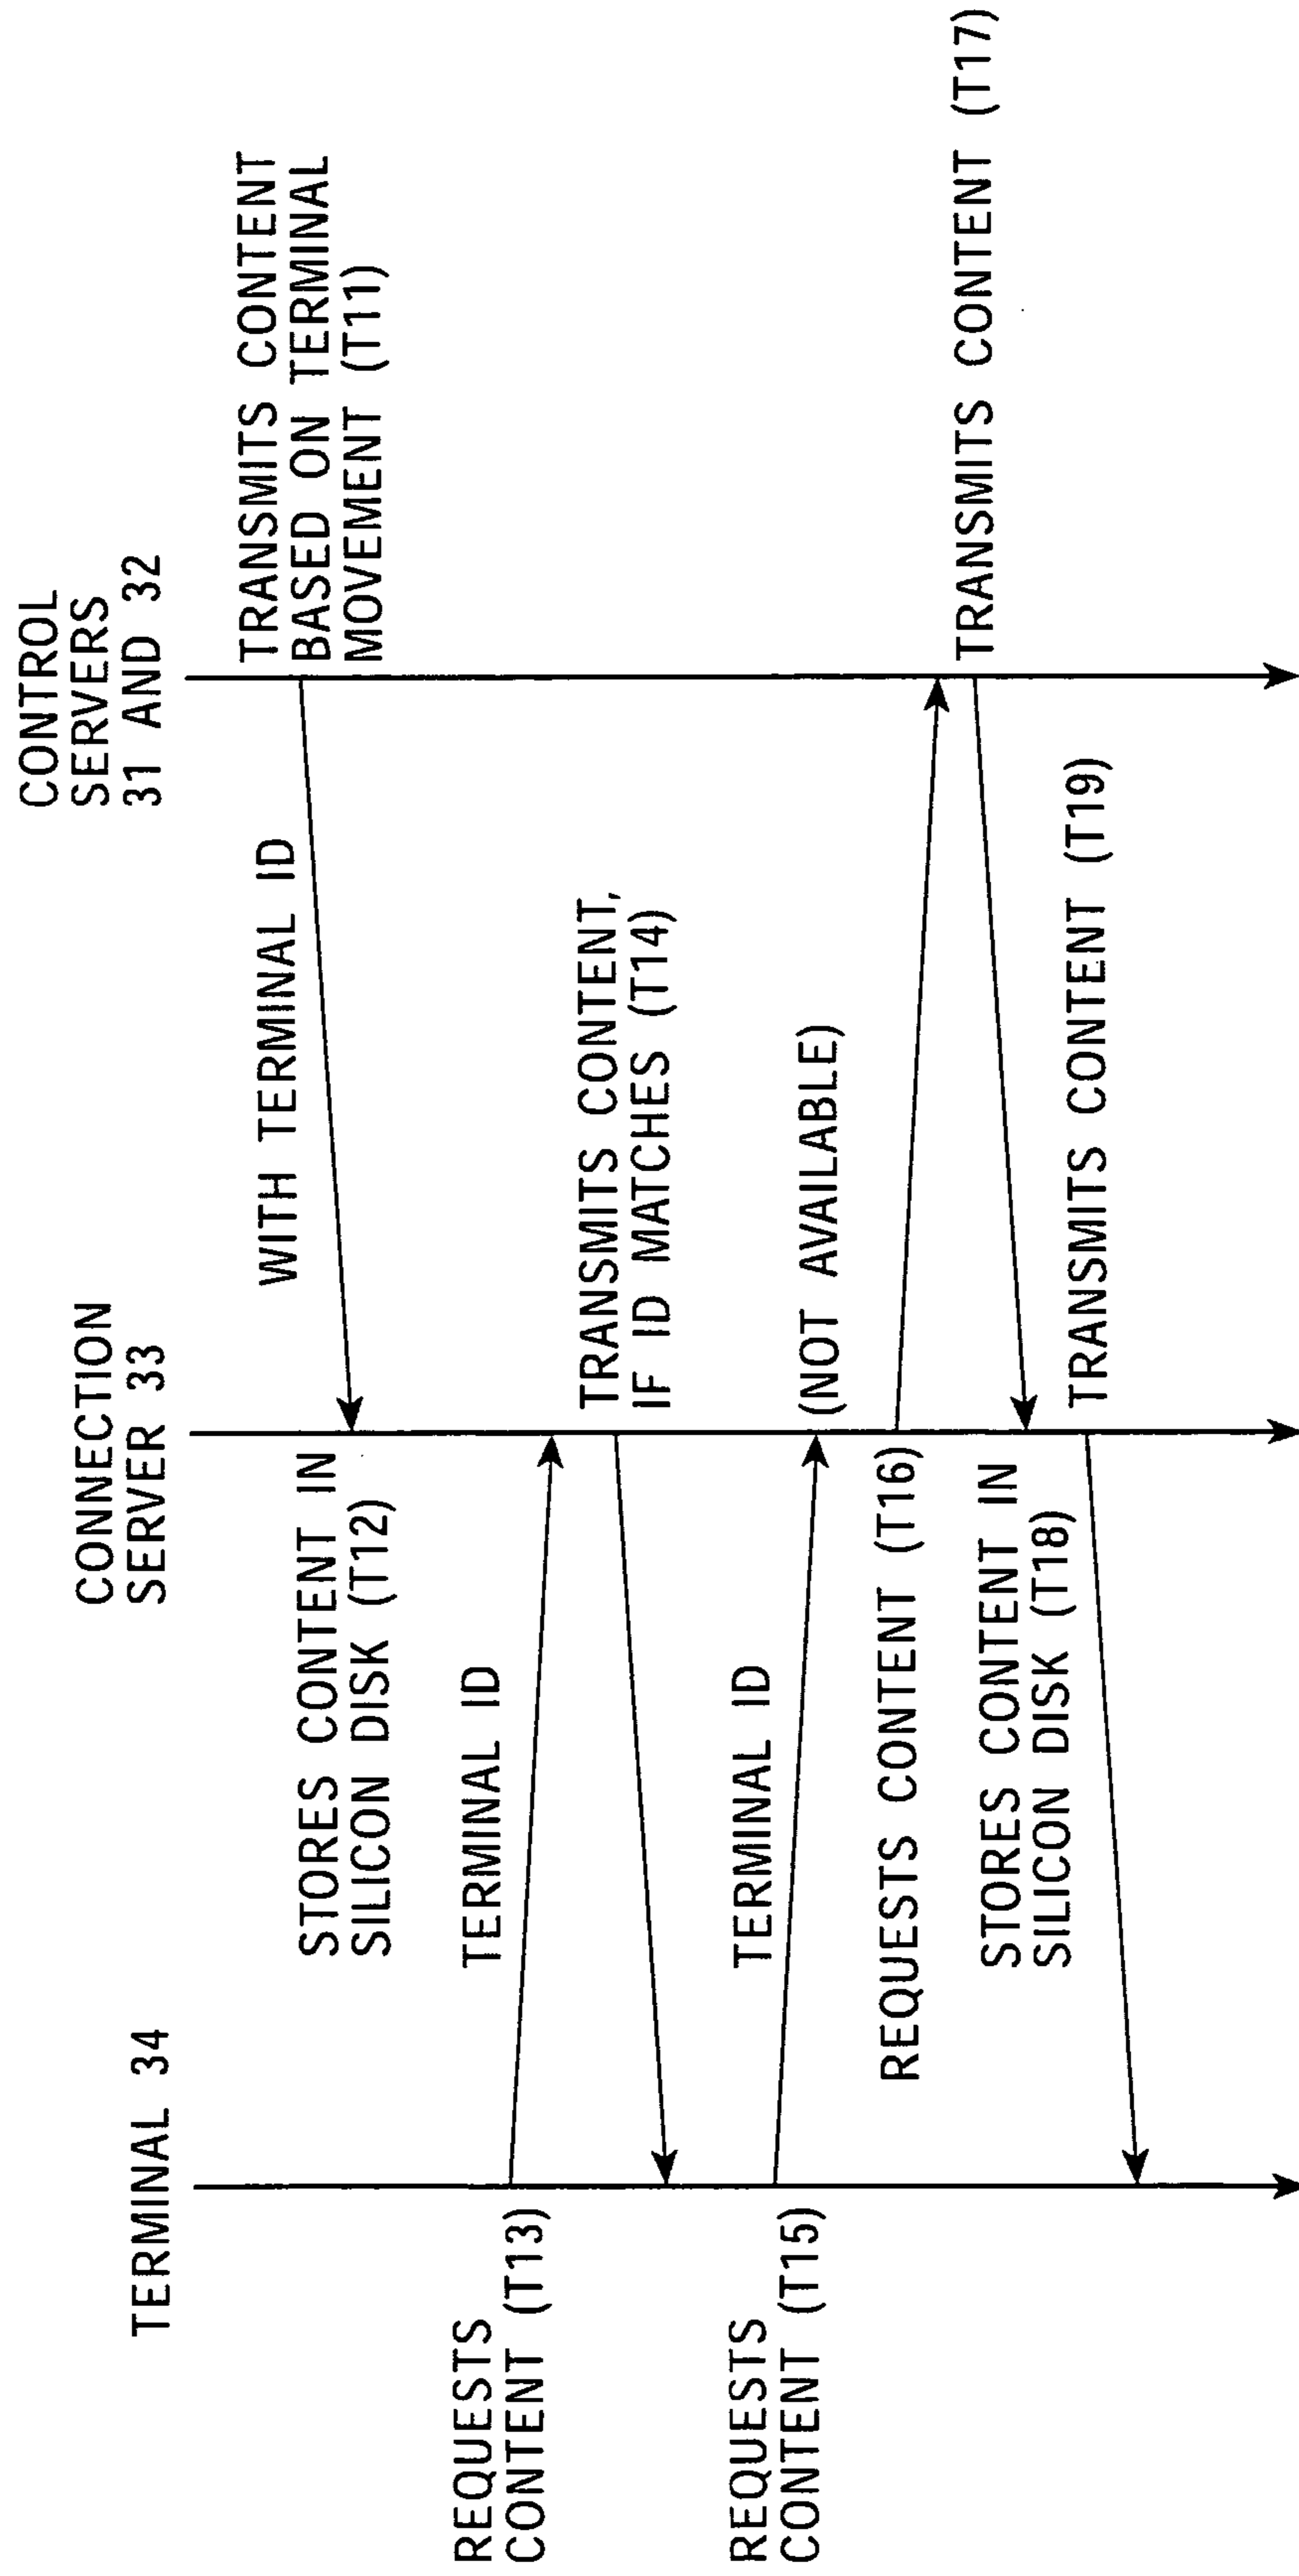 TERMINAL 34
CONNECTION
SERVER 33
CONTROL
SERVERS
31 AND 32
TRANSMITS CONTENT
BASED ON TERMINAL
MOVEMENT (T11)
WITH TERMINAL ID
STORES CONTENT IN
SILICON DISK (T12)
REQUESTS
CONTENT (T13)
TERMINAL ID
TRANSMITS CONTENT,
IF ID MATCHES (T14)
REQUESTS
CONTENT (T15)
TERMINAL ID
(NOT AVAILABLE)
REQUESTS CONTENT (T16)
TRANSMITS CONTENT (T17)
STORES CONTENT IN
SILICON DISK (T18)
TRANSMITS CONTENT (T19)